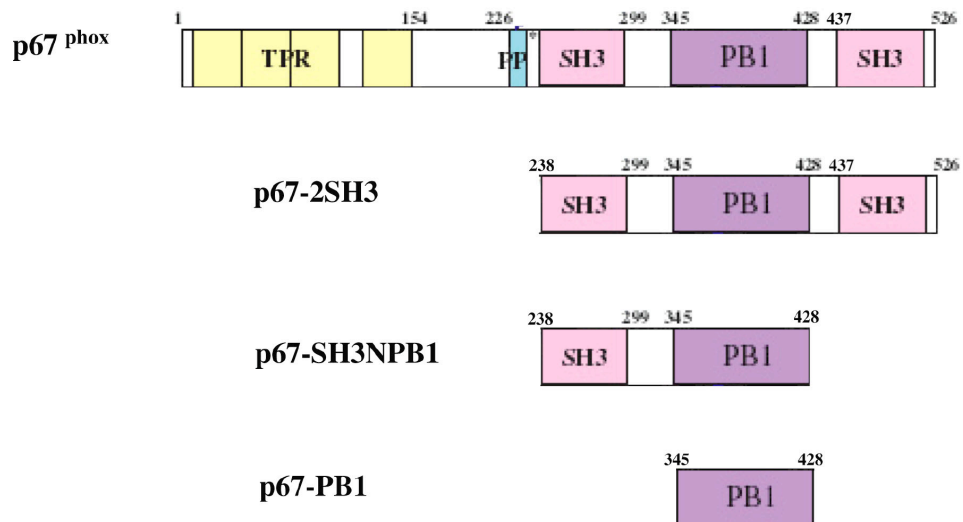 1 154 226 299 345 428 437 526
p67 phox TPR PP * SH3 PB1 SH3
238 299 345 428 437 526
p67-2SH3 SH3 PB1 SH3
238 299 345 428
p67-SH3NPB1 SH3 PB1
345 428
p67-PB1 PB1